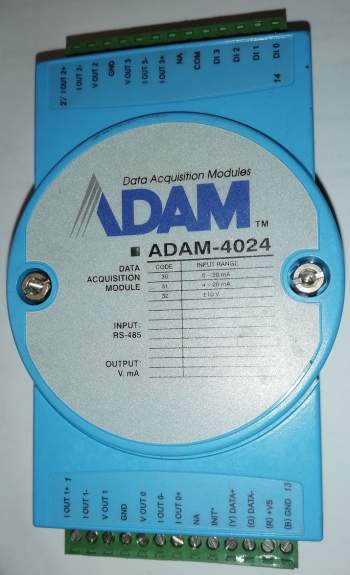 27 I OUT 2+
I OUT 2-
V OUT 2
GND
V OUT 3
I OUT 3-
I OUT 3+
NA
COM
DI 3
DI 2
DI 1
14 DI 0
Data Acquisition Modules
ADAM TM
ADAM-4024
DATA
ACQUISITION
MODULE
CODE INPUT RANGE
30 0 - 20 mA
31 4 - 20 mA
32 ±10 V
INPUT:
RS-485
OUTPUT:
V, mA
I OUT 1+ 1
I OUT 1-
V OUT 1
GND
V OUT 0
I OUT 0-
I OUT 0+
NA
INIT*
(Y) DATA+
(G) DATA-
(R) +VS
(B) GND 13